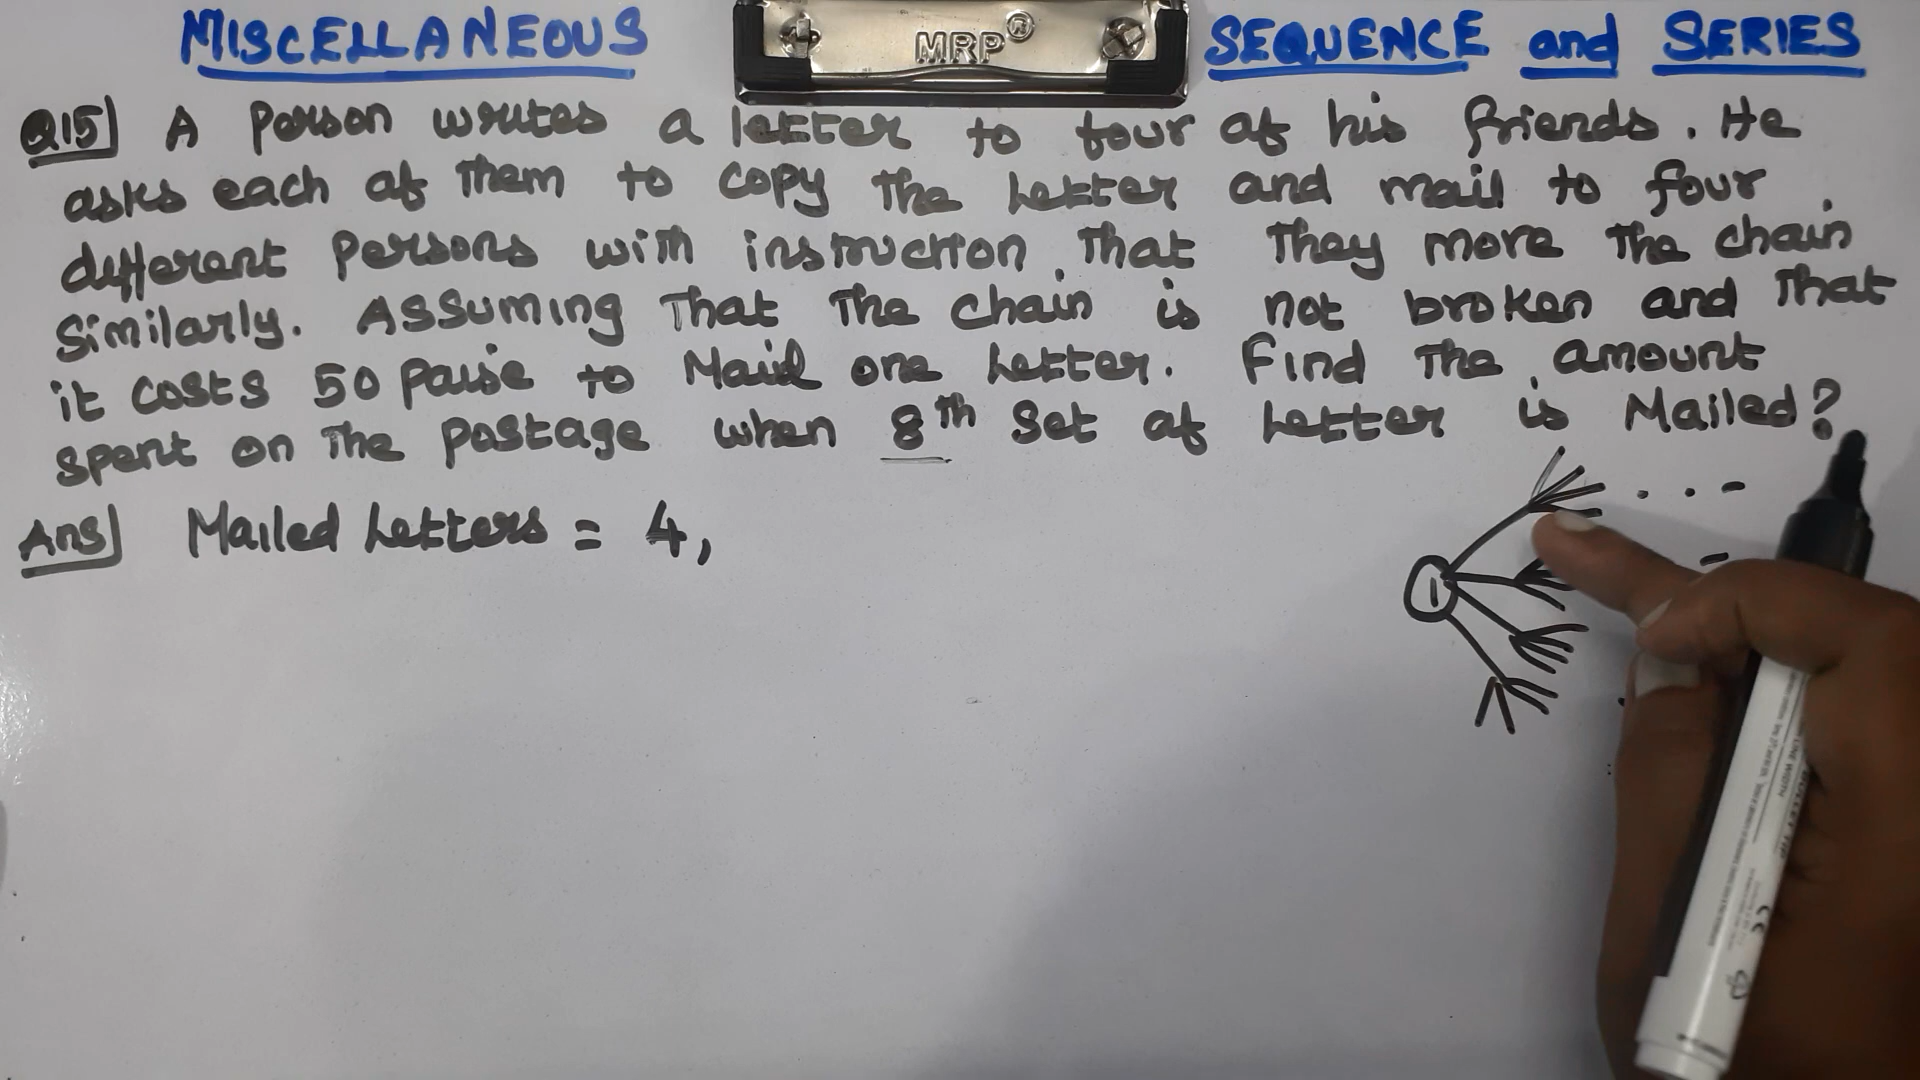 MISCELLANEOUS
MRP®
SEQUENCE and SERIES
Q15] A Person writes a letter to four of his friends. He
asks each of them to copy the letter and mail to four
different persons with instruction that they more the chain
Similarly. Assuming that the chain is not broken and that
it costs 50 paise to Mail one letter. Find the amount
spent on the postage when 8th Set of letter is Mailed?
Ans] Mailed letters = 4,
1